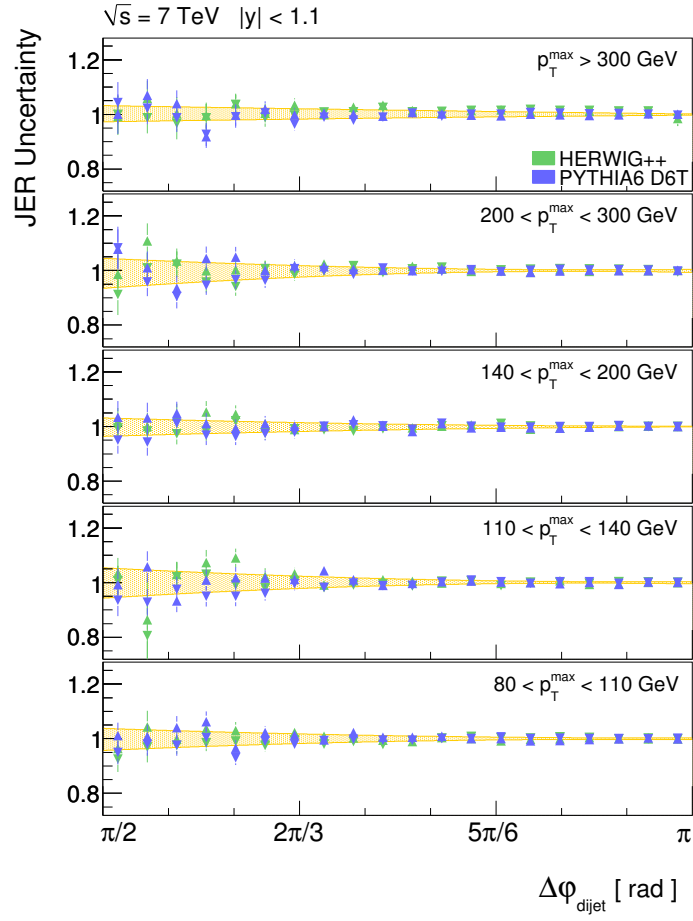 √s = 7 TeV |y| < 1.1
JER Uncertainty
1.2
1
0.8
p_T^max > 300 GeV
HERWIG++
PYTHIA6 D6T
1.2
1
0.8
200 < p_T^max < 300 GeV
1.2
1
0.8
140 < p_T^max < 200 GeV
1.2
1
0.8
110 < p_T^max < 140 GeV
1.2
1
0.8
80 < p_T^max < 110 GeV
π/2 2π/3 5π/6 π
Δφ_dijet [ rad ]